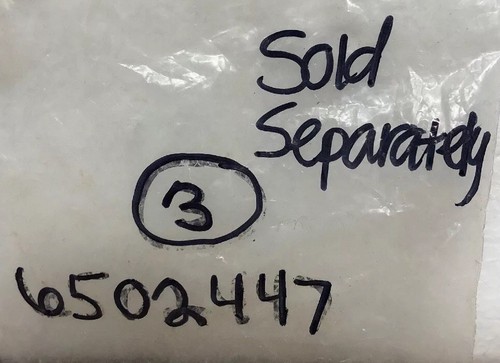 Sold
Separately
3
6502447